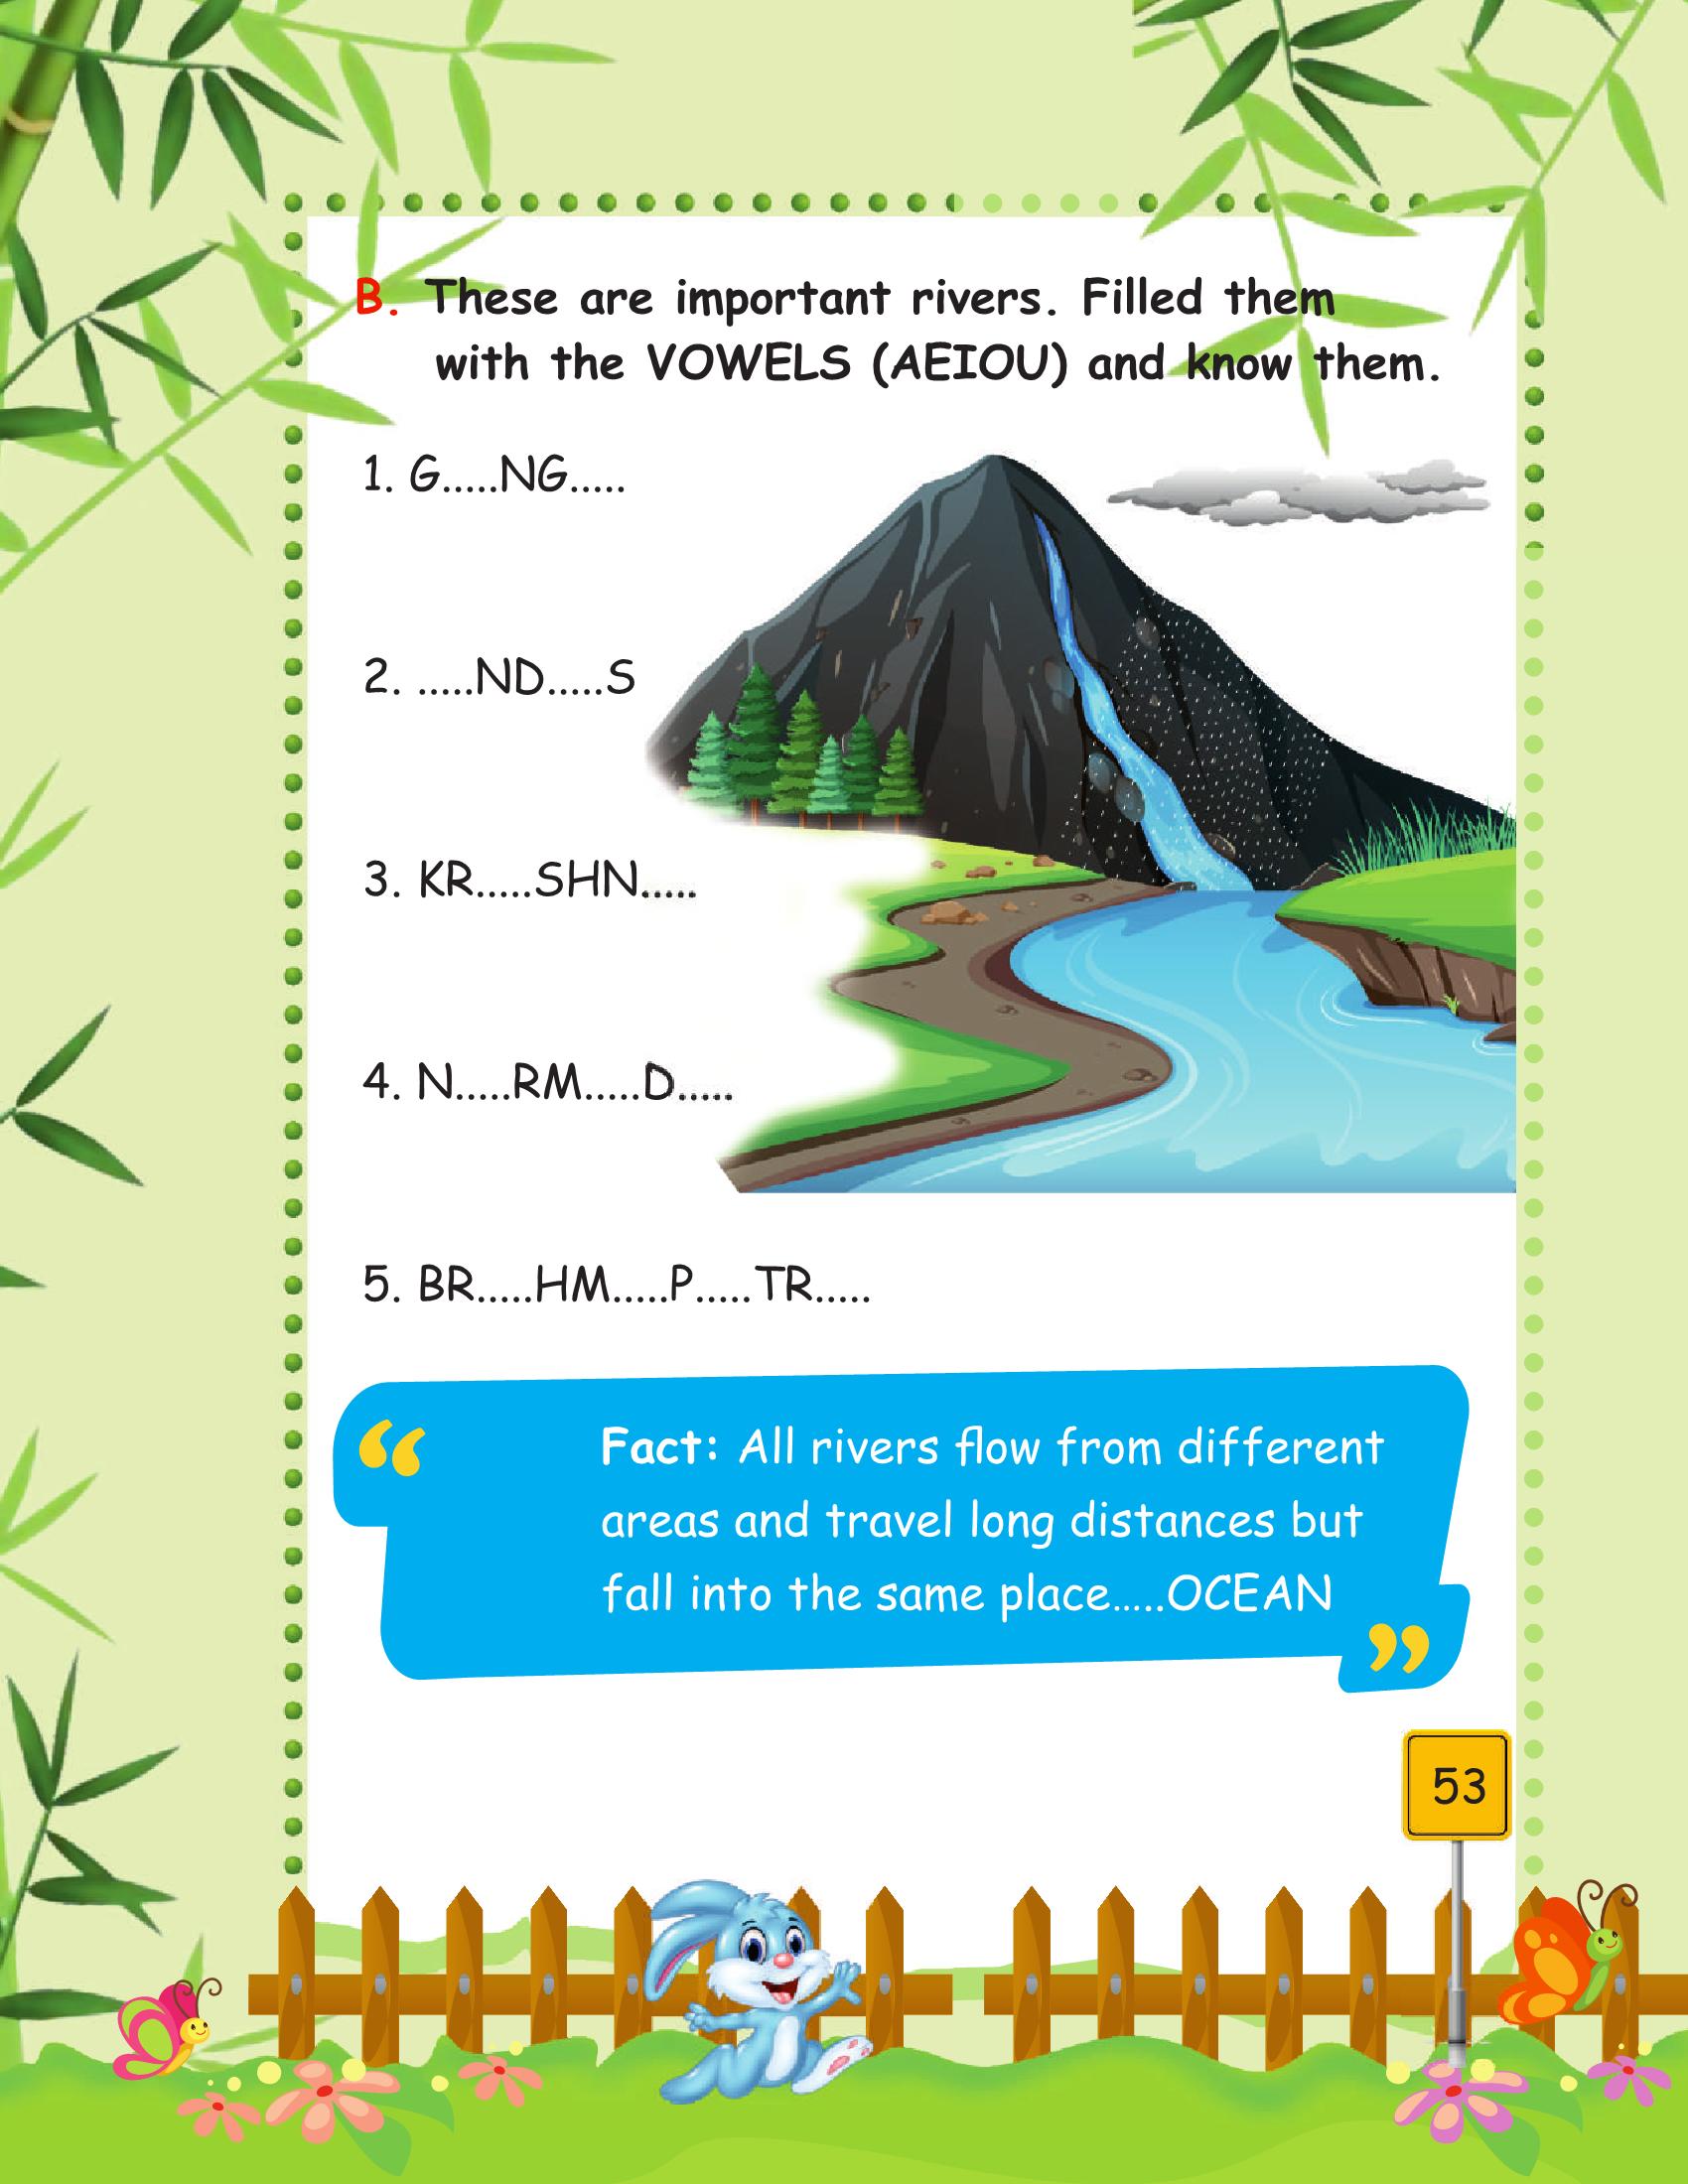 B. These are important rivers. Filled them
with the VOWELS (AEIOU) and know them.
1. G.....NG.....
2. .....ND.....S
3. KR.....SHN.....
4. N.....RM.....D.....
5. BR.....HM.....P.....TR.....
“
Fact: All rivers flow from different
areas and travel long distances but
fall into the same place.....OCEAN
”
53